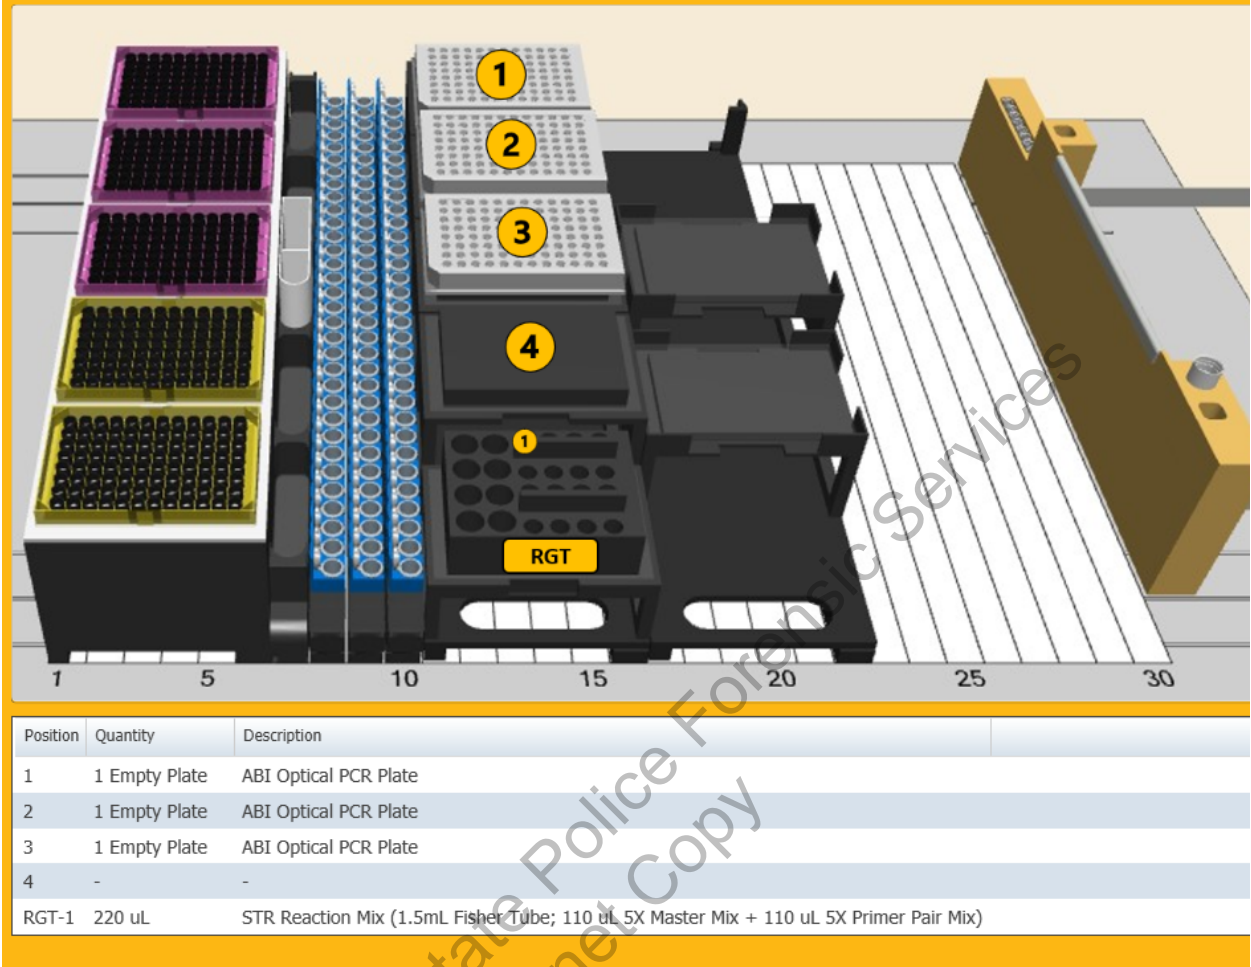 1
2
3
4
1
RGT
1 5 10 15 20 25 30
Position Quantity Description
1 1 Empty Plate ABI Optical PCR Plate
2 1 Empty Plate ABI Optical PCR Plate
3 1 Empty Plate ABI Optical PCR Plate
4 - -
RGT-1 220 uL STR Reaction Mix (1.5mL Fisher Tube; 110 uL 5X Master Mix + 110 uL 5X Primer Pair Mix)
tate Police Forensic Services
net Copy